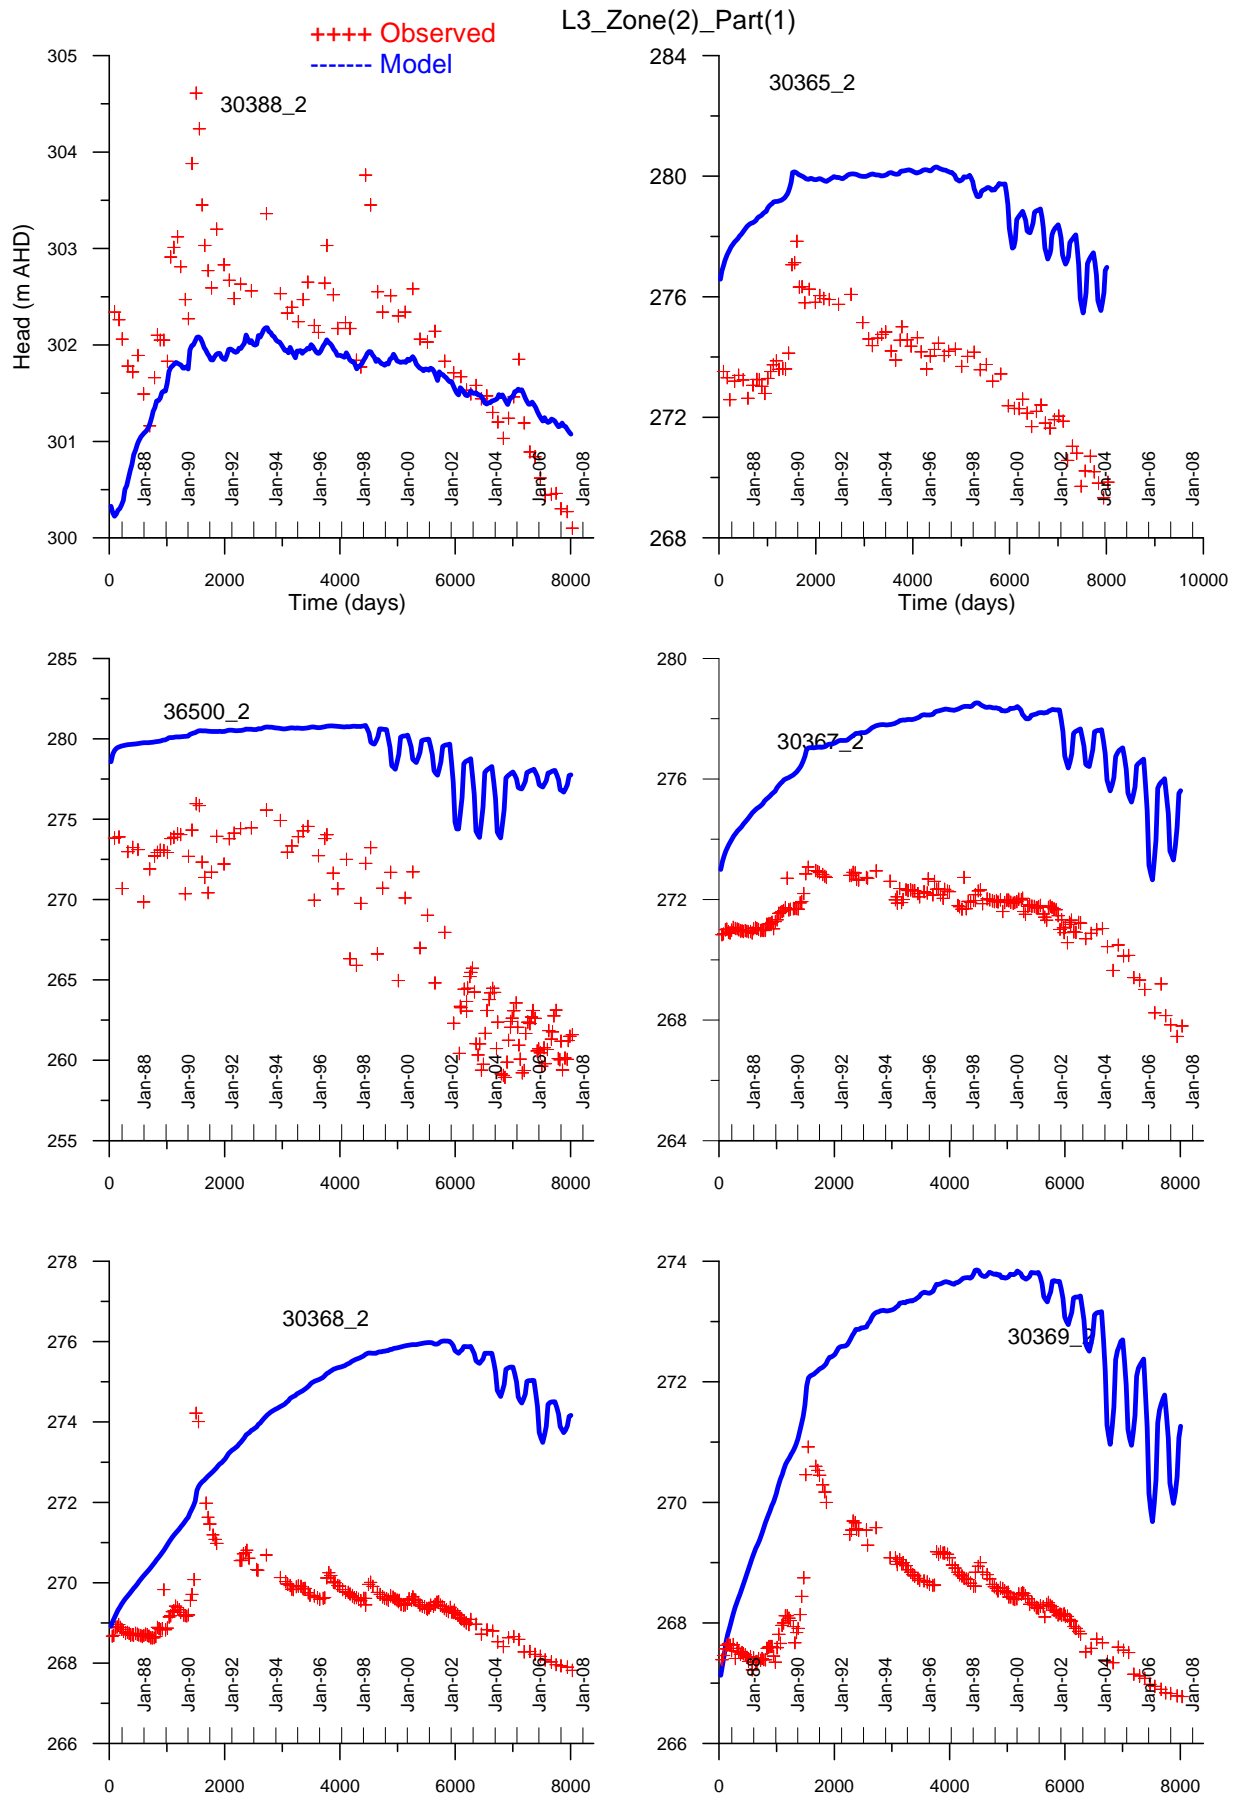 L3_Zone(2)_Part(1)
++++ Observed
------- Model
30388_2
Head (m AHD)
305
304
303
302
301
300
Jan-88 Jan-90 Jan-92 Jan-94 Jan-96 Jan-98 Jan-00 Jan-02 Jan-04 Jan-06 Jan-08
0 2000 4000 6000 8000
Time (days)
30365_2
284
280
276
272
268
Jan-88 Jan-90 Jan-92 Jan-94 Jan-96 Jan-98 Jan-00 Jan-02 Jan-04 Jan-06 Jan-08
0 2000 4000 6000 8000 10000
Time (days)
36500_2
285
280
275
270
265
260
255
Jan-88 Jan-90 Jan-92 Jan-94 Jan-96 Jan-98 Jan-00 Jan-02 Jan-04 Jan-06 Jan-08
0 2000 4000 6000 8000
30367_2
280
276
272
268
264
Jan-88 Jan-90 Jan-92 Jan-94 Jan-96 Jan-98 Jan-00 Jan-02 Jan-04 Jan-06 Jan-08
0 2000 4000 6000 8000
30368_2
278
276
274
272
270
268
266
Jan-88 Jan-90 Jan-92 Jan-94 Jan-96 Jan-98 Jan-00 Jan-02 Jan-04 Jan-06 Jan-08
0 2000 4000 6000 8000
30369_2
274
272
270
268
266
Jan-88 Jan-90 Jan-92 Jan-94 Jan-96 Jan-98 Jan-00 Jan-02 Jan-04 Jan-06 Jan-08
0 2000 4000 6000 8000